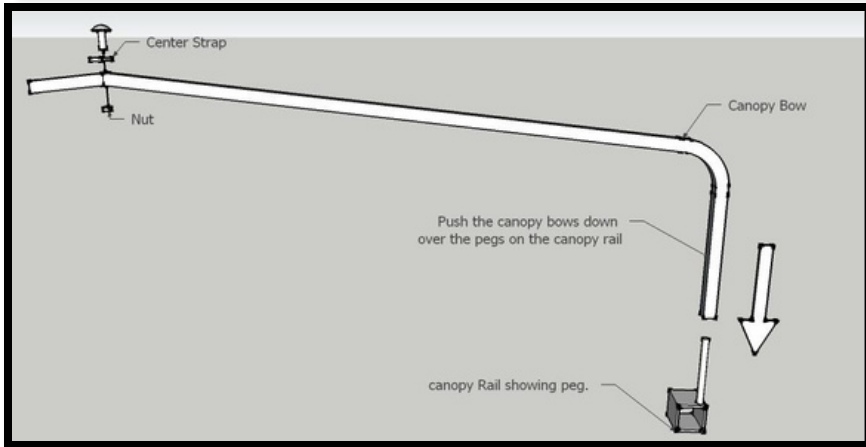 Center Strap
Nut
Canopy Bow
Push the canopy bows down
over the pegs on the canopy rail
canopy Rail showing peg.